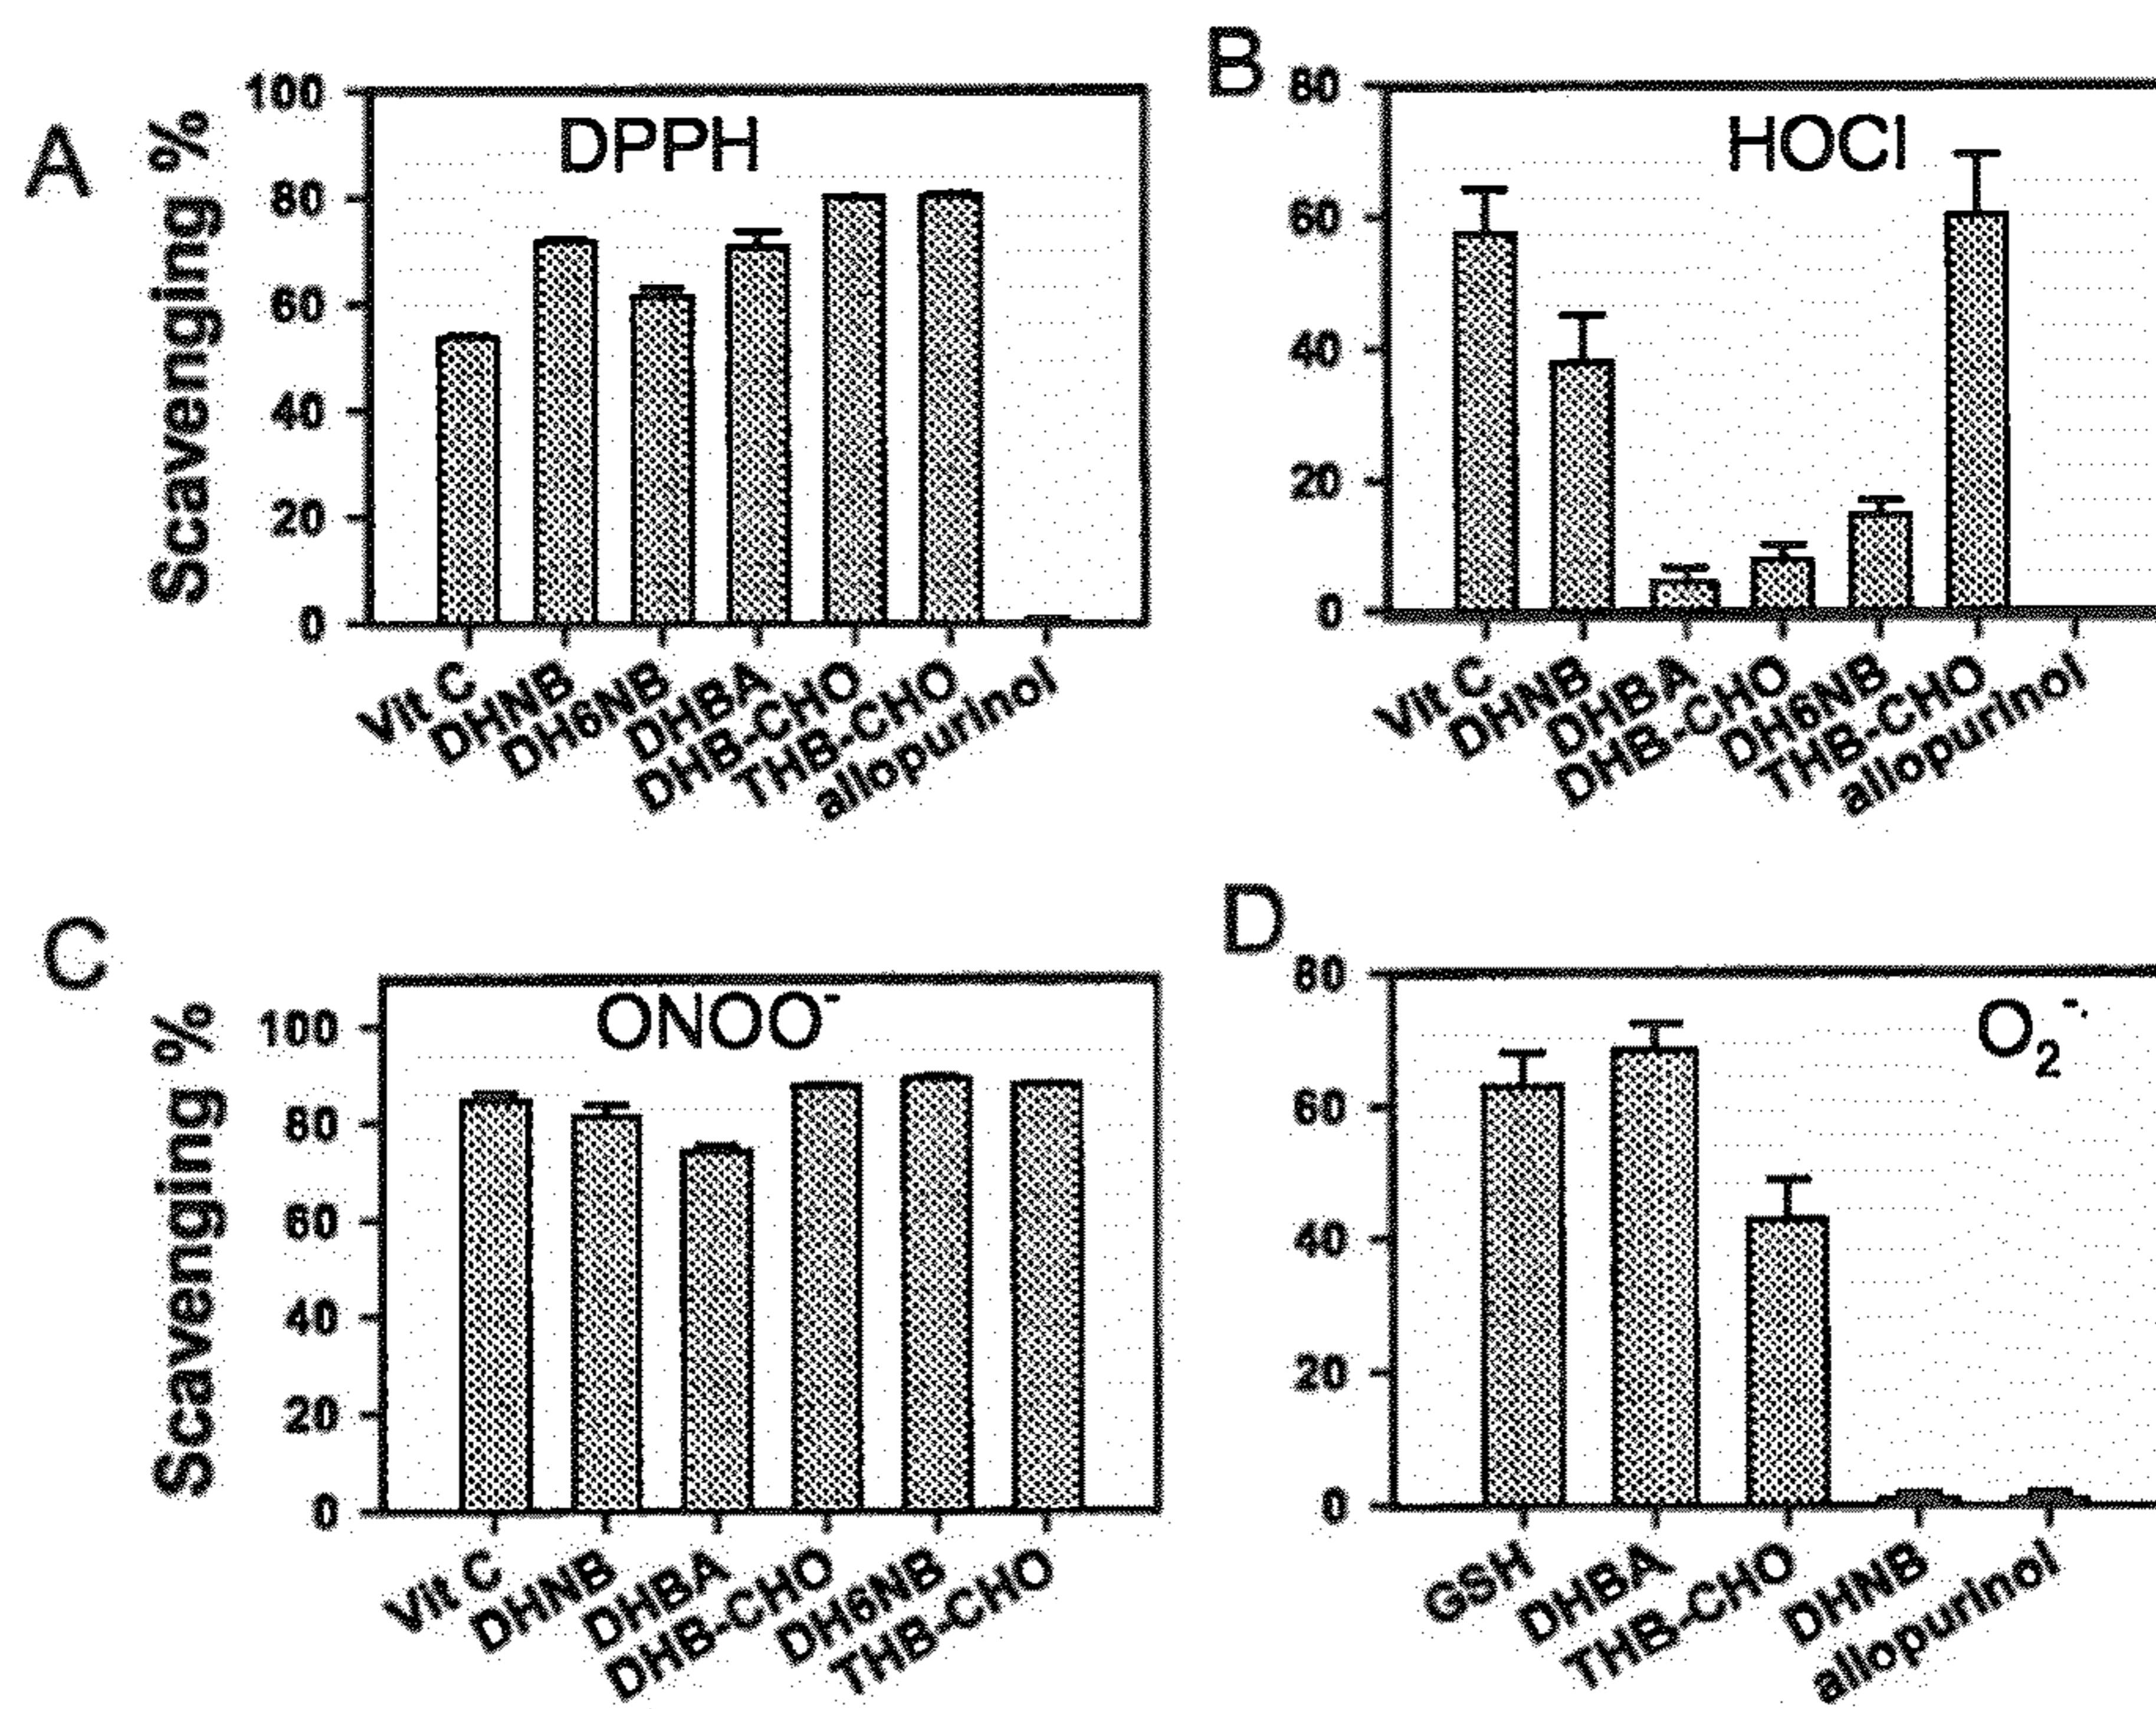 A
Scavenging %
100
80
60
40
20
0
DPPH
Vit C
DHNB
DH6NB
DHBA
DHB-CHO
THB-CHO
allopurinol
B
80
60
40
20
0
HOCl
Vit C
DHNB
DHBA
DHB-CHO
DH6NB
THB-CHO
allopurinol
C
Scavenging %
100
80
60
40
20
0
ONOO⁻
Vit C
DHNB
DHBA
DHB-CHO
DH6NB
THB-CHO
D
80
60
40
20
0
O₂⁻·
GSH
DHBA
THB-CHO
DHNB
allopurinol